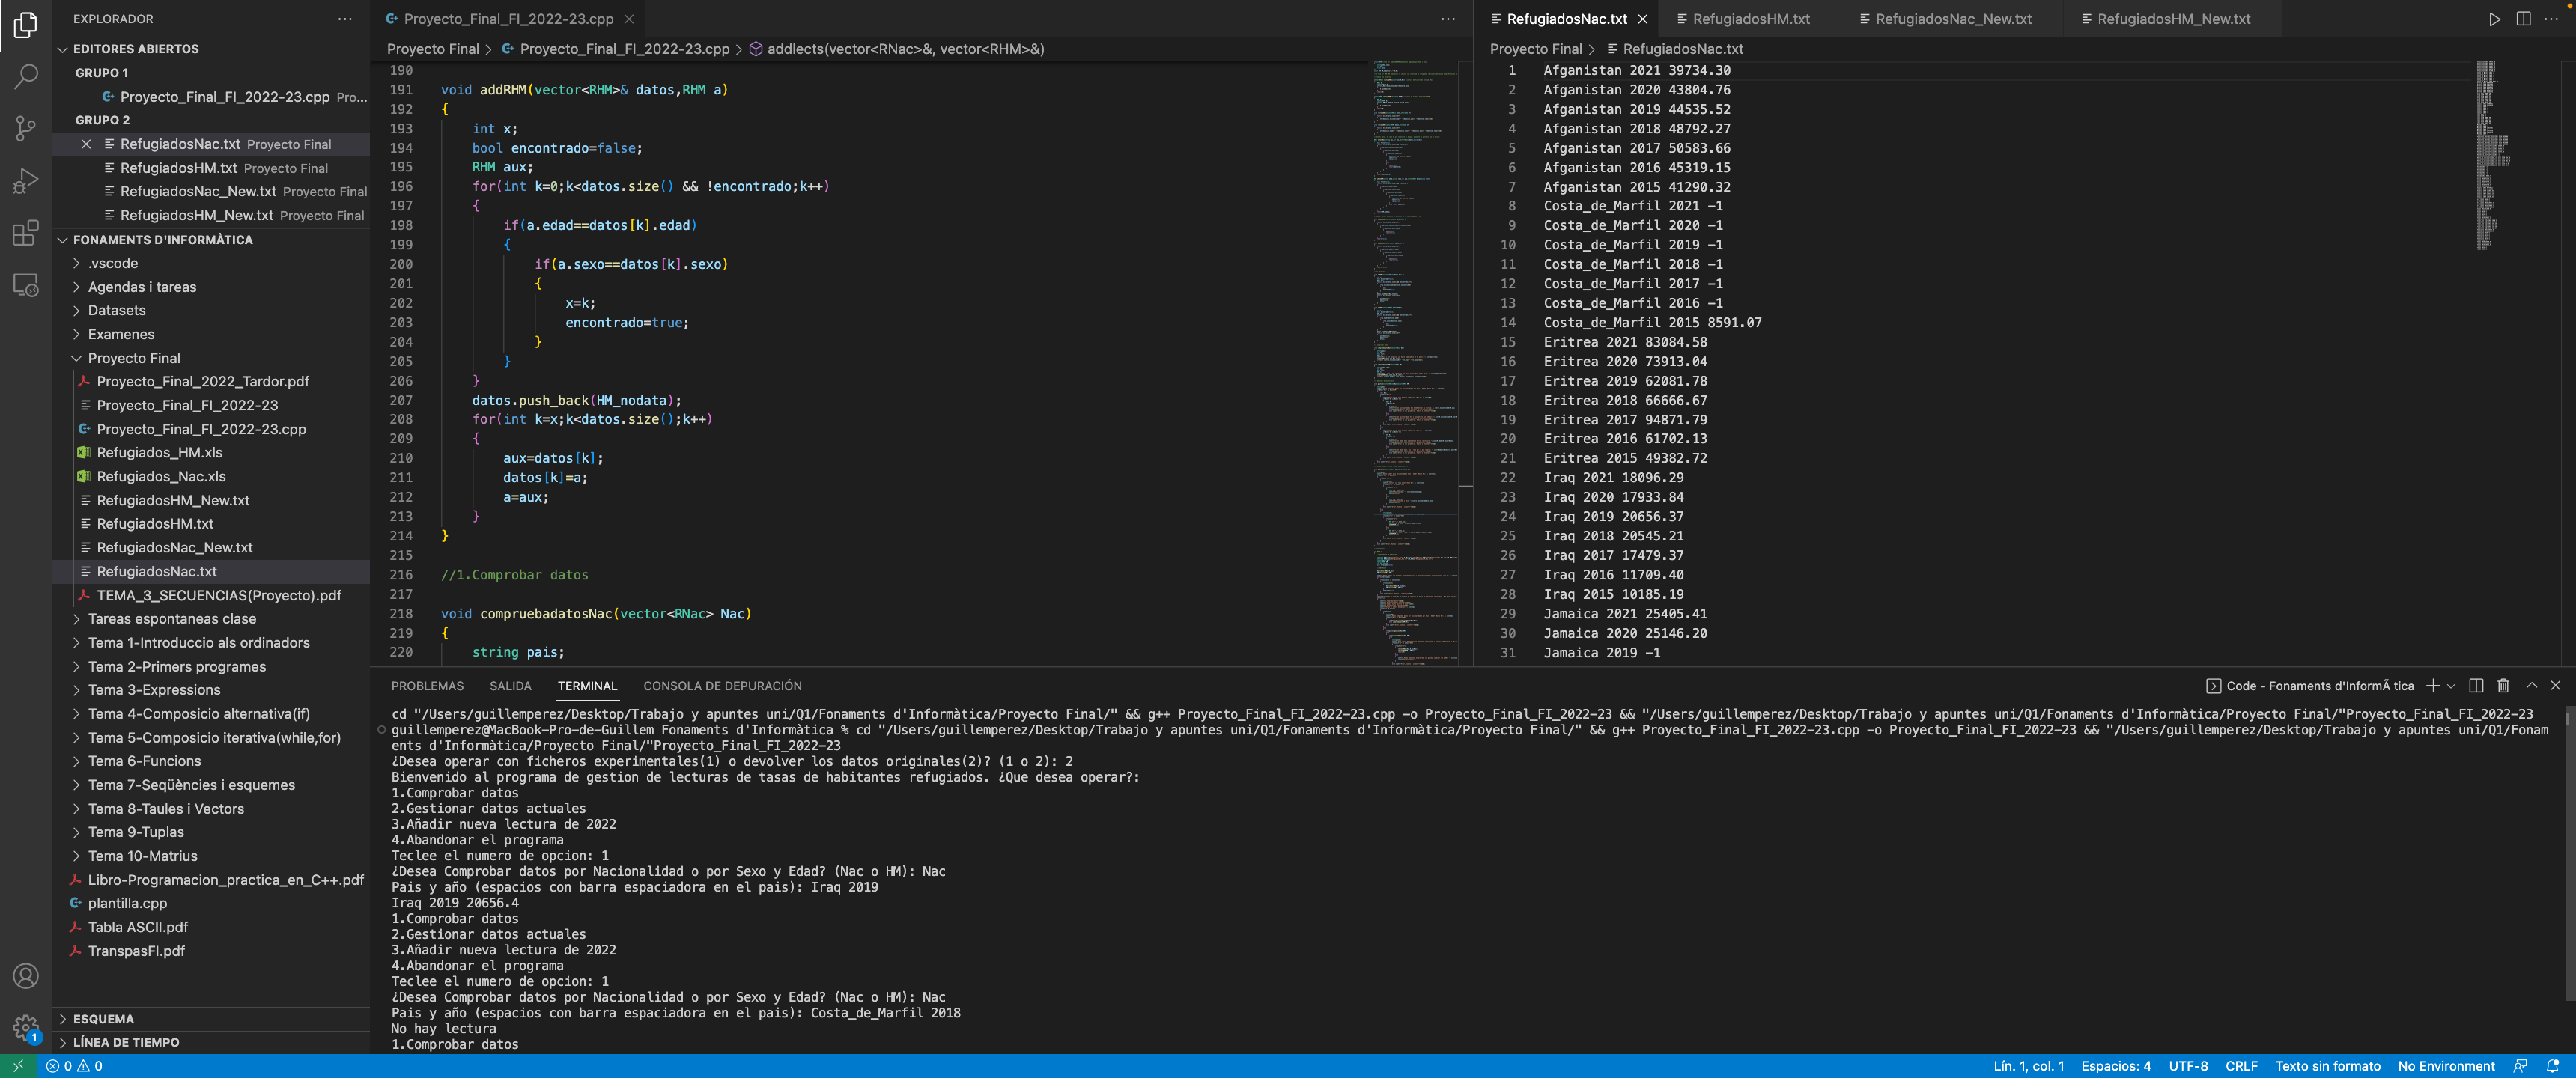 EXPLORADOR
EDITORES ABIERTOS
GRUPO 1
Proyecto_Final_FI_2022-23.cpp Pro...
GRUPO 2
RefugiadosNac.txt Proyecto Final
RefugiadosHM.txt Proyecto Final
RefugiadosNac_New.txt Proyecto Final
RefugiadosHM_New.txt Proyecto Final
FONAMENTS D'INFORMÀTICA
.vscode
Agendas i tareas
Datasets
Examenes
Proyecto Final
Proyecto_Final_2022_Tardor.pdf
Proyecto_Final_FI_2022-23
Proyecto_Final_FI_2022-23.cpp
Refugiados_HM.xls
Refugiados_Nac.xls
RefugiadosHM_New.txt
RefugiadosHM.txt
RefugiadosNac_New.txt
RefugiadosNac.txt
TEMA_3_SECUENCIAS(Proyecto).pdf
Tareas espontaneas clase
Tema 1-Introduccio als ordinadors
Tema 2-Primers programes
Tema 3-Expressions
Tema 4-Composicio alternativa(if)
Tema 5-Composicio iterativa(while,for)
Tema 6-Funcions
Tema 7-Seqüències i esquemes
Tema 8-Taules i Vectors
Tema 9-Tuplas
Tema 10-Matrius
Libro-Programacion_practica_en_C++.pdf
plantilla.cpp
Tabla ASCII.pdf
TranspasFI.pdf
ESQUEMA
LÍNEA DE TIEMPO
Proyecto_Final_FI_2022-23.cpp
Proyecto Final > Proyecto_Final_FI_2022-23.cpp > addlects(vector<RNac>&, vector<RHM>&)
190
191 void addRHM(vector<RHM>& datos,RHM a)
192 {
193 int x;
194 bool encontrado=false;
195 RHM aux;
196 for(int k=0;k<datos.size() && !encontrado;k++)
197 {
198 if(a.edad==datos[k].edad)
199 {
200 if(a.sexo==datos[k].sexo)
201 {
202 x=k;
203 encontrado=true;
204 }
205 }
206 }
207 datos.push_back(HM_nodata);
208 for(int k=x;k<datos.size();k++)
209 {
210 aux=datos[k];
211 datos[k]=a;
212 a=aux;
213 }
214 }
215
216 //1.Comprobar datos
217
218 void compruebadatosNac(vector<RNac> Nac)
219 {
220 string pais;
RefugiadosNac.txt RefugiadosHM.txt RefugiadosNac_New.txt RefugiadosHM_New.txt
Proyecto Final > RefugiadosNac.txt
1 Afganistan 2021 39734.30
2 Afganistan 2020 43804.76
3 Afganistan 2019 44535.52
4 Afganistan 2018 48792.27
5 Afganistan 2017 50583.66
6 Afganistan 2016 45319.15
7 Afganistan 2015 41290.32
8 Costa_de_Marfil 2021 -1
9 Costa_de_Marfil 2020 -1
10 Costa_de_Marfil 2019 -1
11 Costa_de_Marfil 2018 -1
12 Costa_de_Marfil 2017 -1
13 Costa_de_Marfil 2016 -1
14 Costa_de_Marfil 2015 8591.07
15 Eritrea 2021 83084.58
16 Eritrea 2020 73913.04
17 Eritrea 2019 62081.78
18 Eritrea 2018 66666.67
19 Eritrea 2017 94871.79
20 Eritrea 2016 61702.13
21 Eritrea 2015 49382.72
22 Iraq 2021 18096.29
23 Iraq 2020 17933.84
24 Iraq 2019 20656.37
25 Iraq 2018 20545.21
26 Iraq 2017 17479.37
27 Iraq 2016 11709.40
28 Iraq 2015 10185.19
29 Jamaica 2021 25405.41
30 Jamaica 2020 25146.20
31 Jamaica 2019 -1
PROBLEMAS SALIDA TERMINAL CONSOLA DE DEPURACIÓN
Code - Fonaments d'InformÃ tica
cd "/Users/guillemperez/Desktop/Trabajo y apuntes uni/Q1/Fonaments d'Informàtica/Proyecto Final/" && g++ Proyecto_Final_FI_2022-23.cpp -o Proyecto_Final_FI_2022-23 && "/Users/guillemperez/Desktop/Trabajo y apuntes uni/Q1/Fonaments d'Informàtica/Proyecto Final/"Proyecto_Final_FI_2022-23
guillemperez@MacBook-Pro-de-Guillem Fonaments d'Informàtica % cd "/Users/guillemperez/Desktop/Trabajo y apuntes uni/Q1/Fonaments d'Informàtica/Proyecto Final/" && g++ Proyecto_Final_FI_2022-23.cpp -o Proyecto_Final_FI_2022-23 && "/Users/guillemperez/Desktop/Trabajo y apuntes uni/Q1/Fonam
ents d'Informàtica/Proyecto Final/"Proyecto_Final_FI_2022-23
¿Desea operar con ficheros experimentales(1) o devolver los datos originales(2)? (1 o 2): 2
Bienvenido al programa de gestion de lecturas de tasas de habitantes refugiados. ¿Que desea operar?:
1.Comprobar datos
2.Gestionar datos actuales
3.Añadir nueva lectura de 2022
4.Abandonar el programa
Teclee el numero de opcion: 1
¿Desea Comprobar datos por Nacionalidad o por Sexo y Edad? (Nac o HM): Nac
Pais y año (espacios con barra espaciadora en el pais): Iraq 2019
Iraq 2019 20656.4
1.Comprobar datos
2.Gestionar datos actuales
3.Añadir nueva lectura de 2022
4.Abandonar el programa
Teclee el numero de opcion: 1
¿Desea Comprobar datos por Nacionalidad o por Sexo y Edad? (Nac o HM): Nac
Pais y año (espacios con barra espaciadora en el pais): Costa_de_Marfil 2018
No hay lectura
1.Comprobar datos
1
0 0
Lín. 1, col. 1 Espacios: 4 UTF-8 CRLF Texto sin formato No Environment